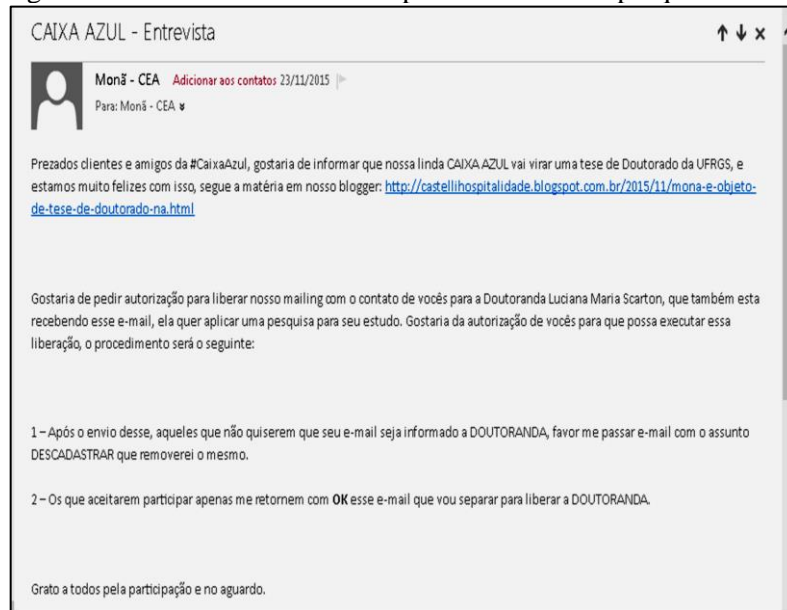 CAIXA AZUL - Entrevista
Monã - CEA Adicionar aos contatos 23/11/2015
Para: Monã - CEA
Prezados clientes e amigos da #CaixaAzul, gostaria de informar que nossa linda CAIXA AZUL vai virar uma tese de Doutorado da UFRGS, e
estamos muito felizes com isso, segue a matéria em nosso blogger: http://castellihospitalidade.blogspot.com.br/2015/11/mona-e-objeto-
de-tese-de-doutorado-na.html
Gostaria de pedir autorização para liberar nosso mailing com o contato de vocês para a Doutoranda Luciana Maria Scarton, que também esta
recebendo esse e-mail, ela quer aplicar uma pesquisa para seu estudo. Gostaria da autorização de vocês para que possa executar essa
liberação, o procedimento será o seguinte:
1 – Após o envio desse, aqueles que não quiserem que seu e-mail seja informado a DOUTORANDA, favor me passar e-mail com o assunto
DESCADASTRAR que removerei o mesmo.
2 – Os que aceitarem participar apenas me retornem com OK esse e-mail que vou separar para liberar a DOUTORANDA.
Grato a todos pela participação e no aguardo.